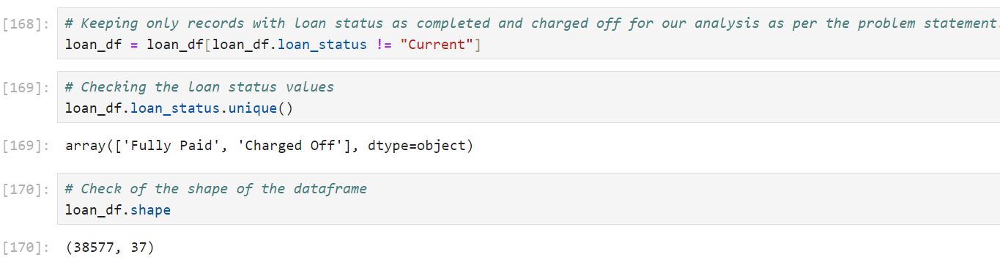 [168]: # Keeping only records with loan status as completed and charged off for our analysis as per the problem statement.
loan_df = loan_df[loan_df.loan_status != "Current"]
[169]: # Checking the loan status values
loan_df.loan_status.unique()
[169]: array(['Fully Paid', 'Charged Off'], dtype=object)
[170]: # Check of the shape of the dataframe
loan_df.shape
[170]: (38577, 37)